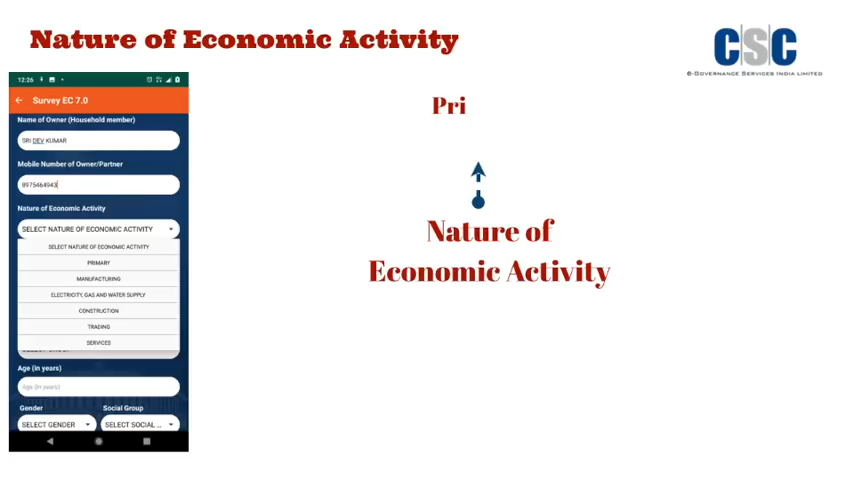 Nature of Economic Activity
CSC
e-Governance Services India Limited
12:26
Survey EC 7.0
Name of Owner (Household member)
SRI DEV KUMAR
Mobile Number of Owner/Partner
8975464943
Nature of Economic Activity
SELECT NATURE OF ECONOMIC ACTIVITY
SELECT NATURE OF ECONOMIC ACTIVITY
PRIMARY
MANUFACTURING
ELECTRICITY, GAS AND WATER SUPPLY
CONSTRUCTION
TRADING
SERVICES
Age (in years)
Age (in years)
Gender Social Group
SELECT GENDER SELECT SOCIAL ...
Pri
Nature of
Economic Activity